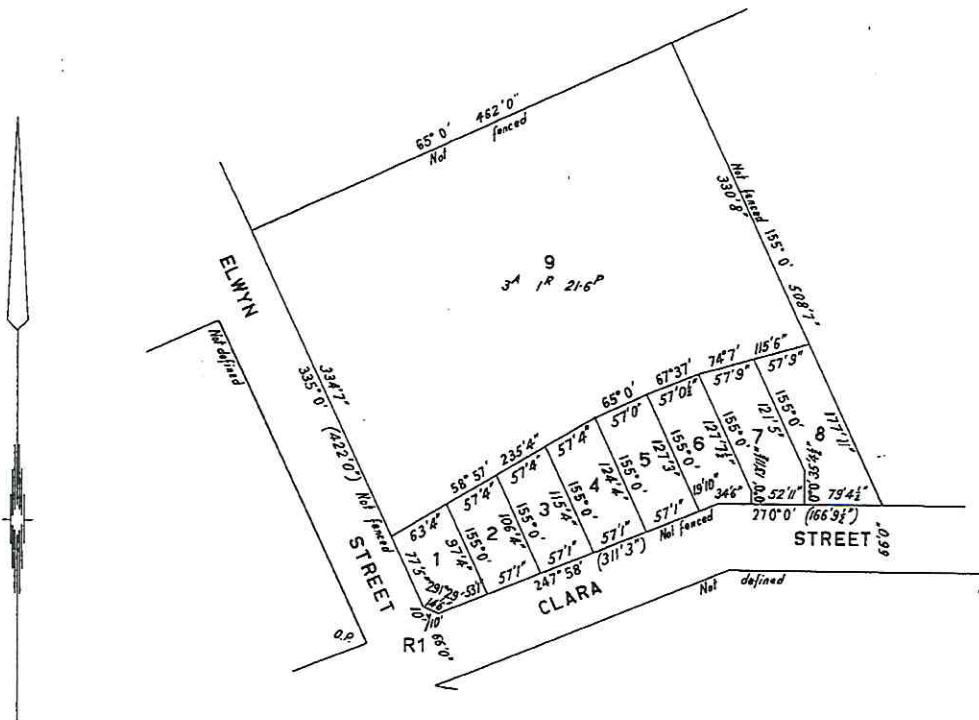 65° 0' 462' 0"
Not fenced
Not fenced
330' 8"
155° 0' 508' 7"
9
3ᴬ 1ᴿ 21·6ᴾ
ELWYN
STREET
Not defined
334' 7"
335° 0' (422' 0") Not fenced
58° 57' 235' 4"
65° 0'
67° 37'
74° 7' 115' 6"
63' 4"
57' 4"
57' 4"
57' 4"
57' 0"
57' 0½"
57' 9"
57' 9"
77' 5"
1
97' 4"
155° 0'
2
106' 4"
155° 0'
3
115' 4"
155° 0'
4
124' 4"
155° 0'
5
127' 3"
155° 0'
6
127' 7½"
155° 0'
7
121' 5"
155° 0'
8
177' 11"
53' 1"
57' 1"
57' 1"
57' 1"
57' 1"
19' 10"
34' 6"
52' 11"
79' 4½"
247° 58' (311' 3") Not fenced
270° 0' (166' 9½")
CLARA
STREET
66' 0"
Not defined
10'
10'
O.P.
R1
66' 0"